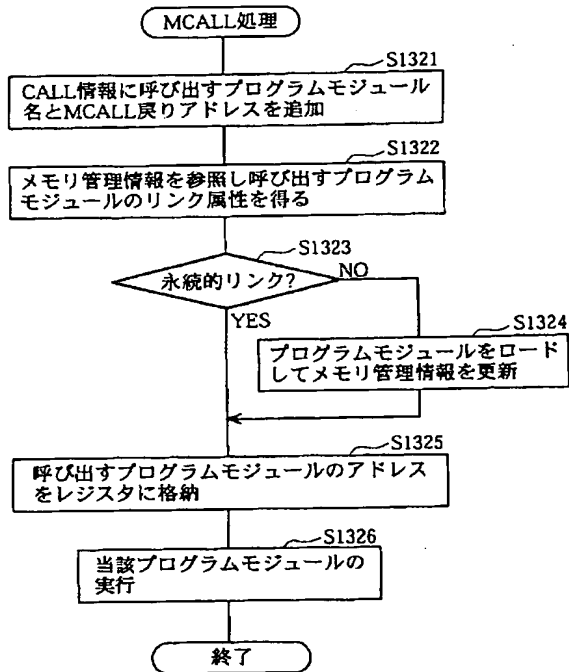 MCALL処理
S1321
CALL情報に呼び出すプログラムモジュール
名とMCALL戻りアドレスを追加
S1322
メモリ管理情報を参照し呼び出すプログラム
モジュールのリンク属性を得る
S1323
永続的リンク?
NO
YES
S1324
プログラムモジュールをロード
してメモリ管理情報を更新
S1325
呼び出すプログラムモジュールのアドレス
をレジスタに格納
S1326
当該プログラムモジュールの
実行
終了